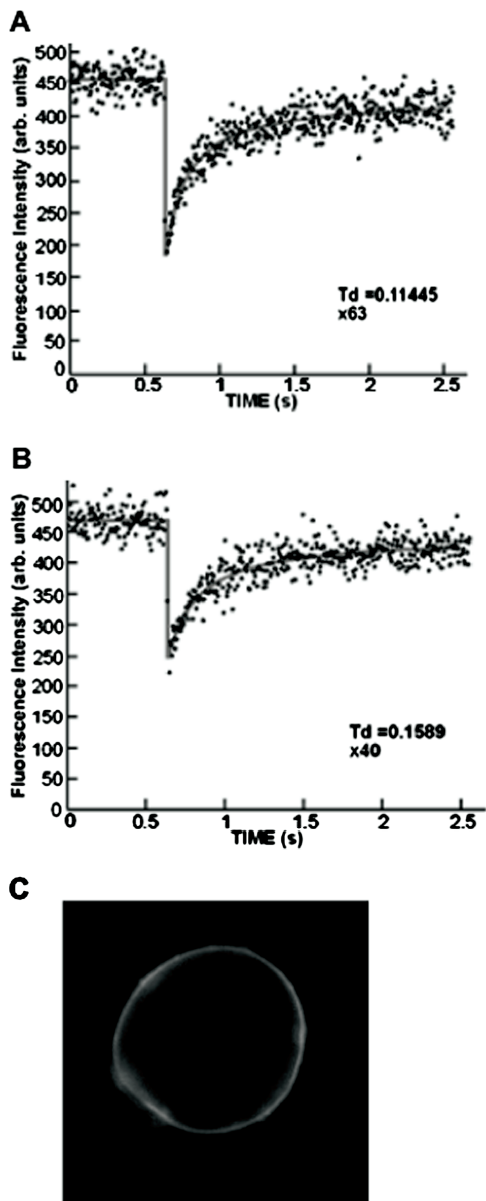 A
Fluorescence Intensity (arb. units)
500
450
400
350
300
250
200
150
100
50
0
0 0.5 1 1.5 2 2.5
TIME (s)
Td =0.11445
x63
B
Fluorescence Intensity (arb. units)
500
450
400
350
300
250
200
150
100
50
0
0 0.5 1 1.5 2 2.5
TIME (s)
Td =0.1589
x40
C